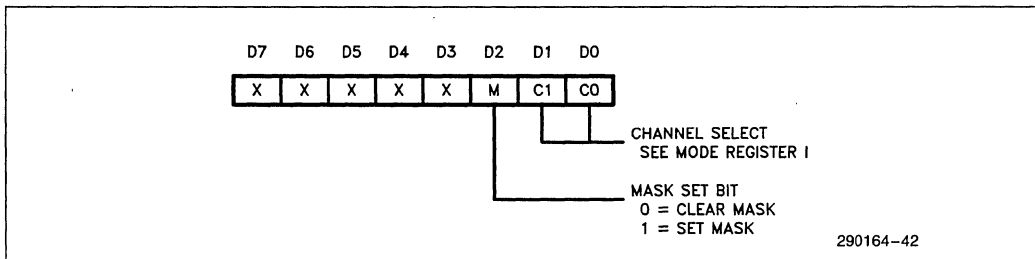 D7 D6 D5 D4 D3 D2 D1 D0
X X X X X M C1 C0
CHANNEL SELECT
SEE MODE REGISTER I
MASK SET BIT
0 = CLEAR MASK
1 = SET MASK
290164-42